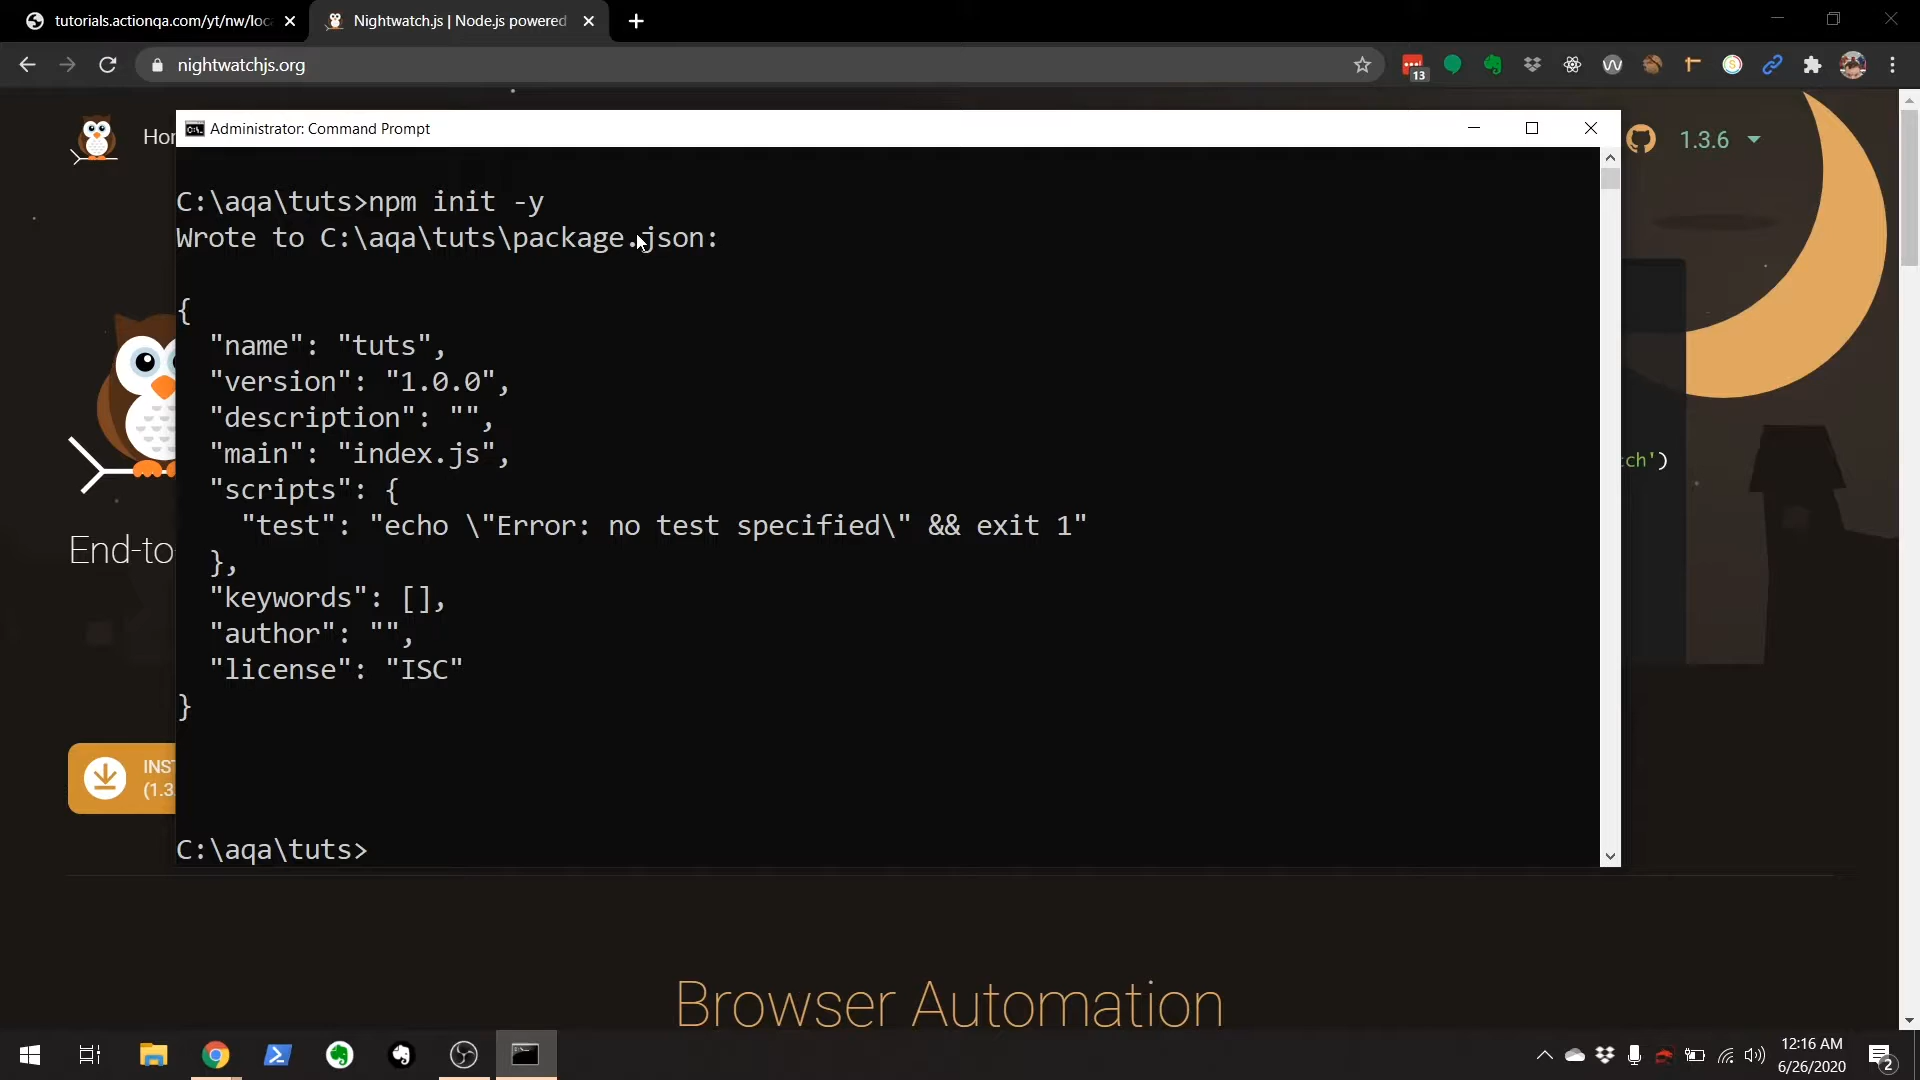 tutorials.actionqa.com/yt/nw/loc
Nightwatch.js | Node.js powered
nightwatchjs.org
13
Hor
Administrator: Command Prompt
1.3.6
C:\aqa\tuts>npm init -y
Wrote to C:\aqa\tuts\package.json:
{
"name": "tuts",
"version": "1.0.0",
"description": "",
"main": "index.js",
"scripts": {
"test": "echo \"Error: no test specified\" && exit 1"
},
"keywords": [],
"author": "",
"license": "ISC"
}
ch')
End-to-
INST
(1.3.
C:\aqa\tuts>
Browser Automation
12:16 AM
6/26/2020
2